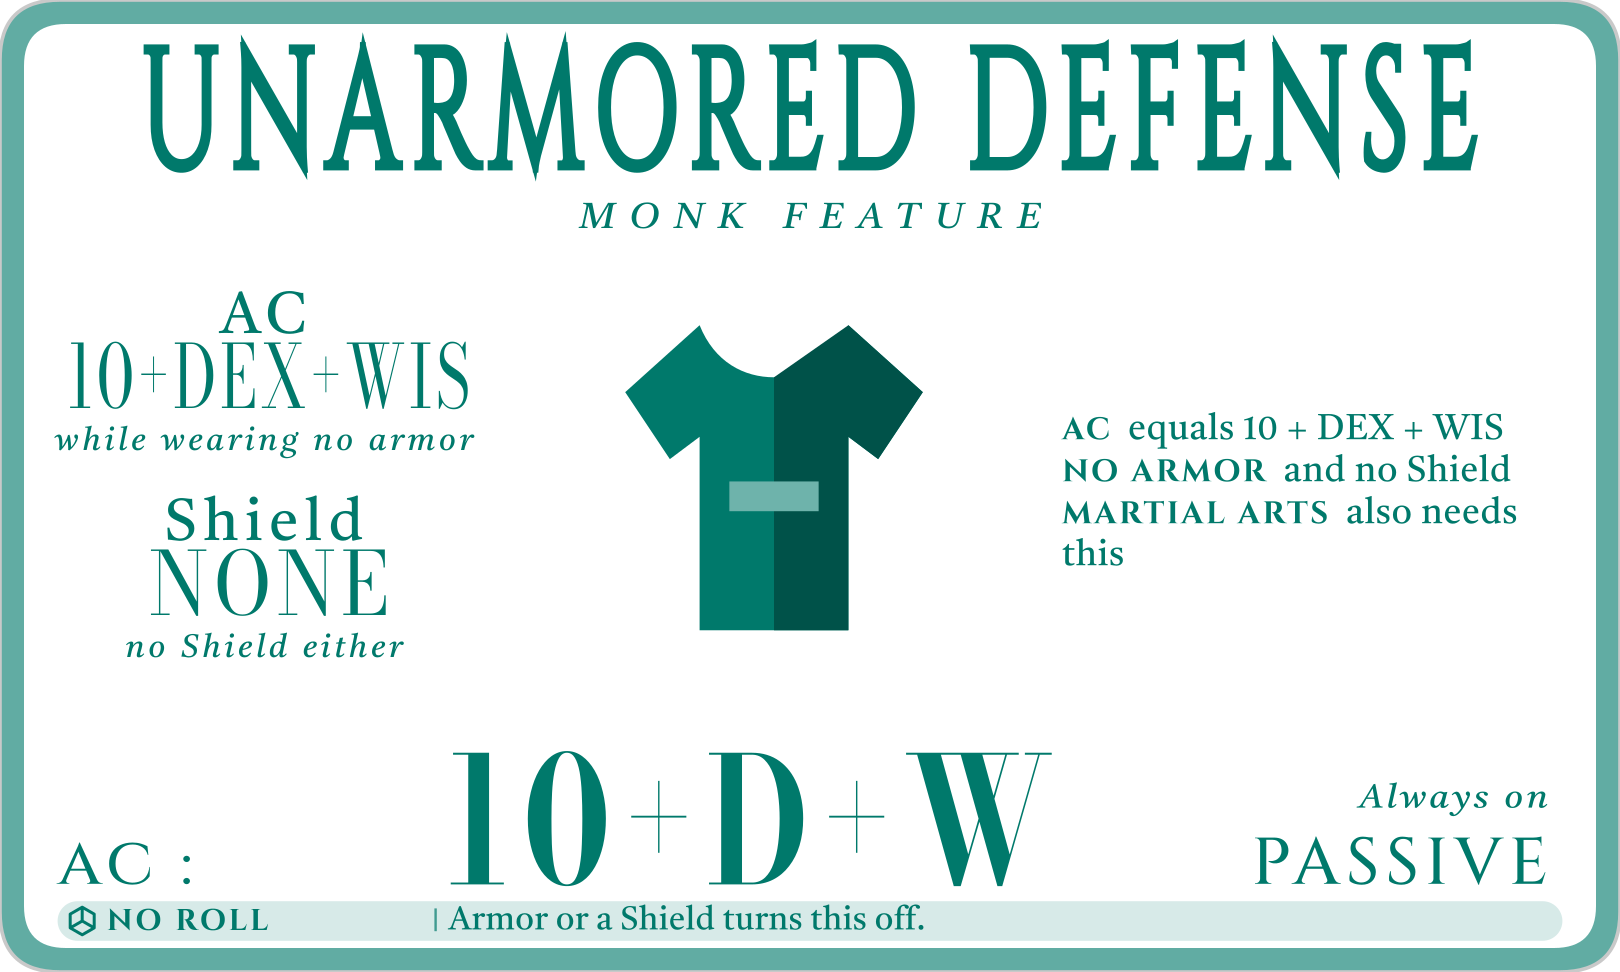 UNARMORED DEFENSE
MONK FEATURE
AC
10+DEX+WIS
while wearing no armor
Shield
NONE
no Shield either
AC equals 10 + DEX + WIS
NO ARMOR and no Shield
MARTIAL ARTS also needs
this
AC :
10+D+W
Always on
PASSIVE
NO ROLL | Armor or a Shield turns this off.